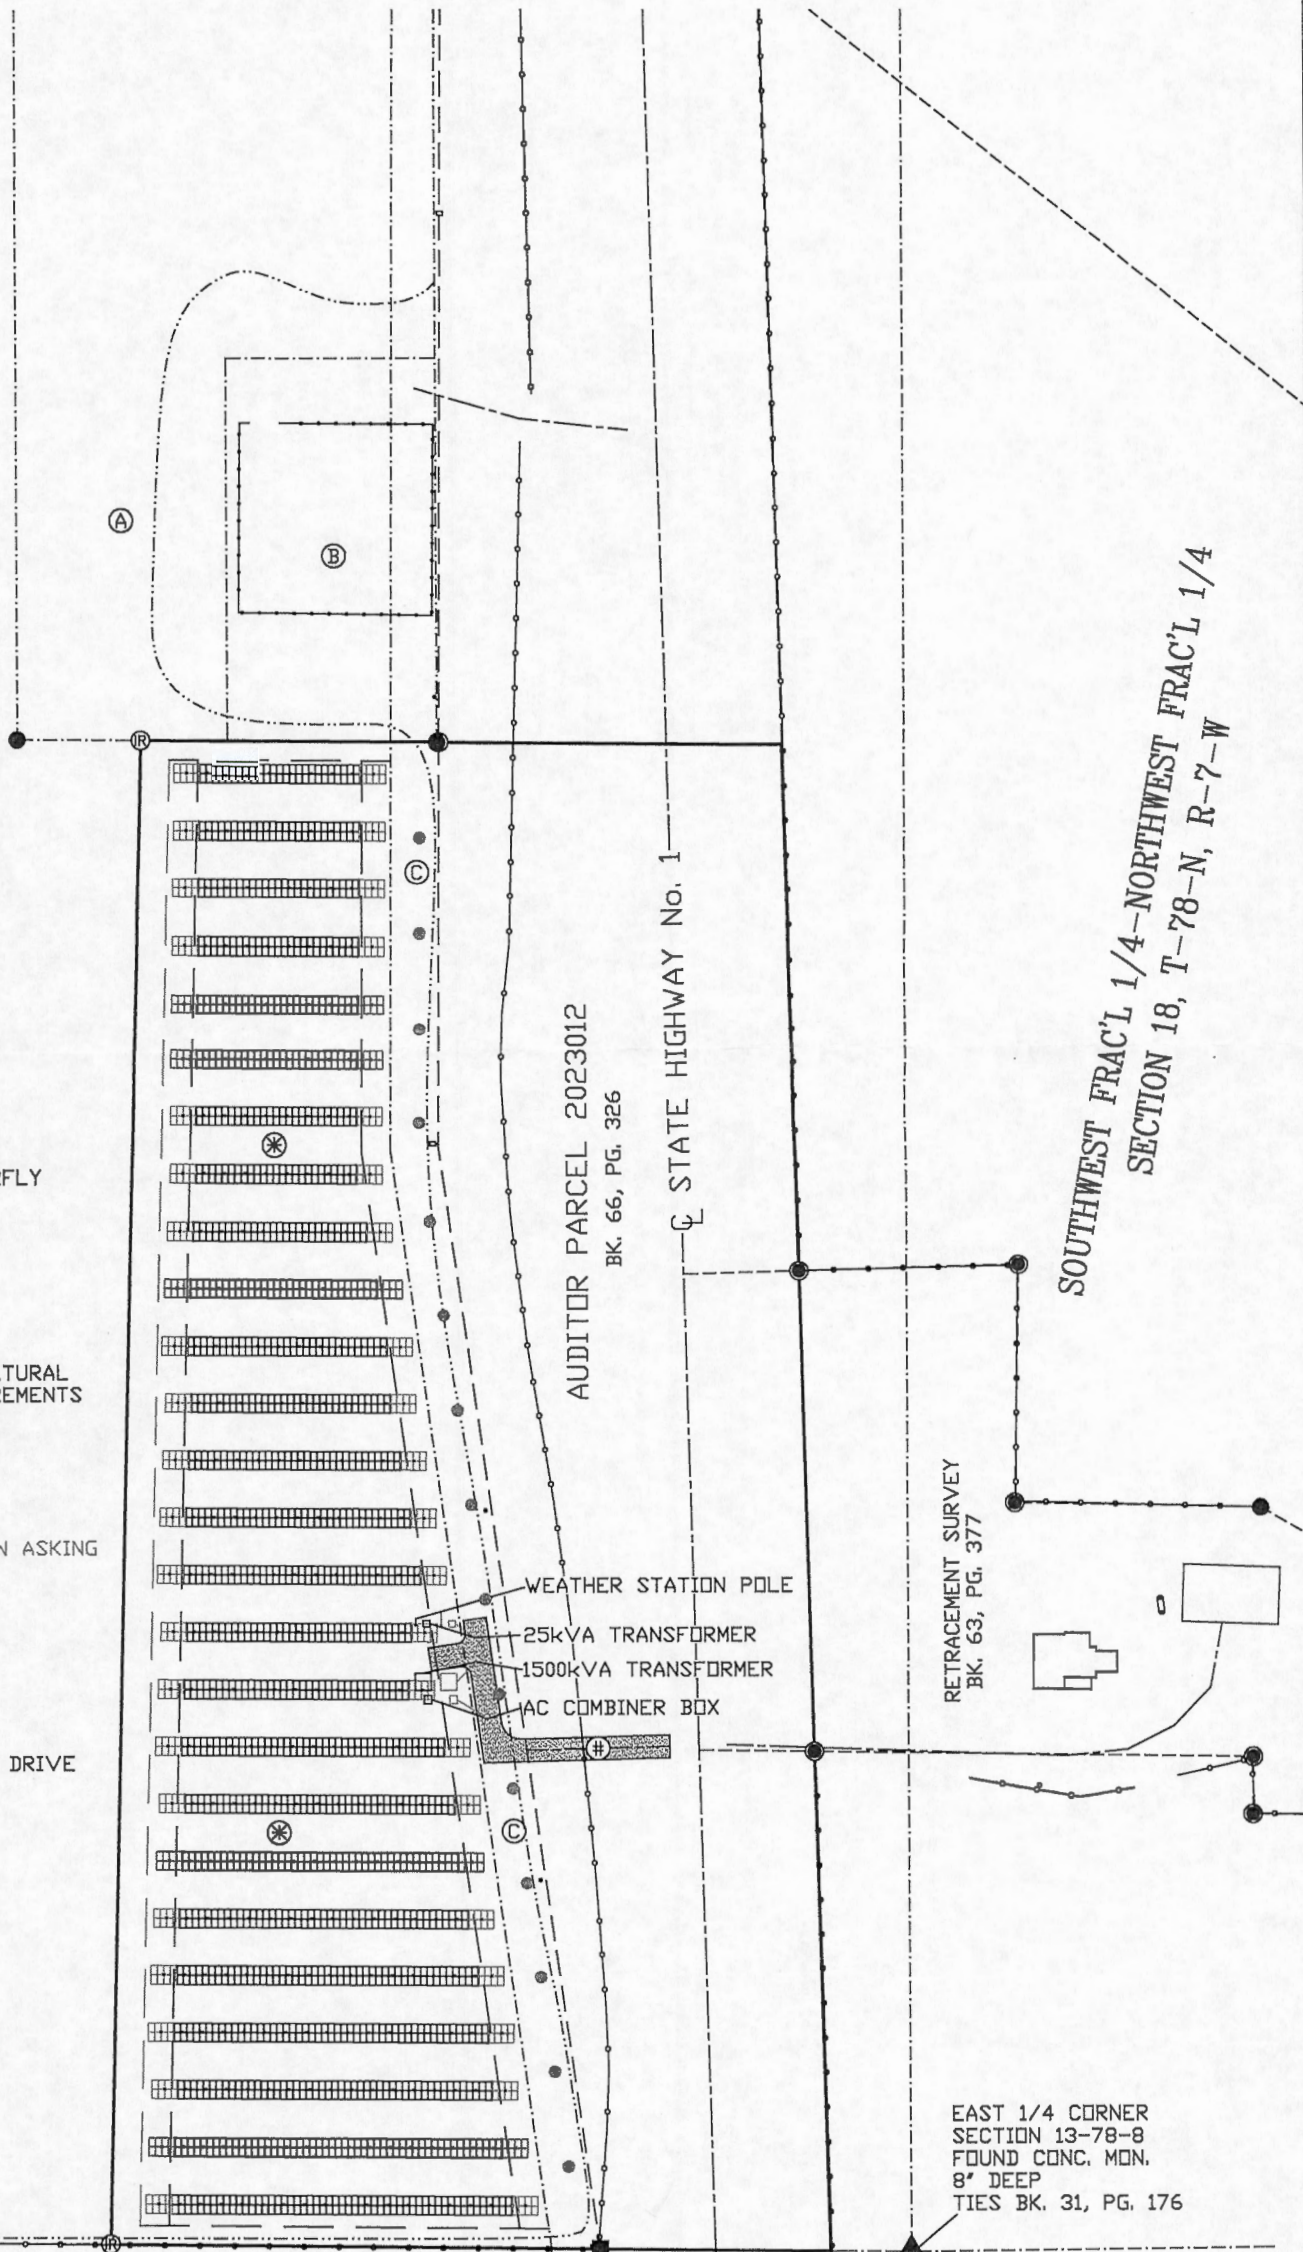 Ⓐ
Ⓑ
IR
Ⓒ
AUDITOR PARCEL 2023012
BK. 66, PG. 326
℄ STATE HIGHWAY No. 1
SOUTHWEST FRAC'L 1/4-NORTHWEST FRAC'L 1/4
SECTION 18, T-78-N, R-7-W
RETRACEMENT SURVEY
BK. 63, PG. 377
N ASKING
WEATHER STATION POLE
25kVA TRANSFORMER
1500kVA TRANSFORMER
AC COMBINER BOX
#
DRIVE
Ⓒ
EAST 1/4 CORNER
SECTION 13-78-8
FOUND CONC. MON.
8" DEEP
TIES BK. 31, PG. 176
IR